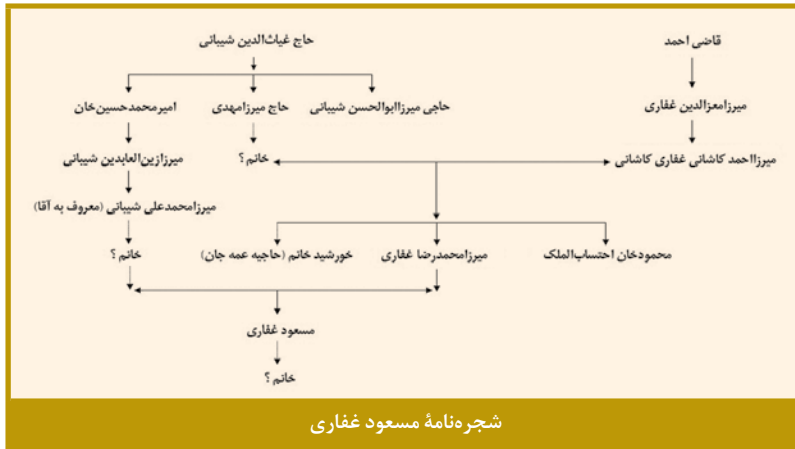 قاضی احمد
حاج غیاث‌الدین شیبانی
میرزامعزالدین غفاری
حاجی میرزاابوالحسن شیبانی
حاج میرزامهدی
امیرمحمدحسین‌خان
میرزااحمد کاشانی غفاری کاشانی
خانم ؟
میرزازین‌العابدین شیبانی
میرزامحمدعلی شیبانی (معروف به آقا)
محمودخان احتساب‌الملک
میرزامحمدرضا غفاری
خورشید خانم (حاجیه عمه جان)
خانم ؟
مسعود غفاری
خانم ؟
شجره‌نامهٔ مسعود غفاری